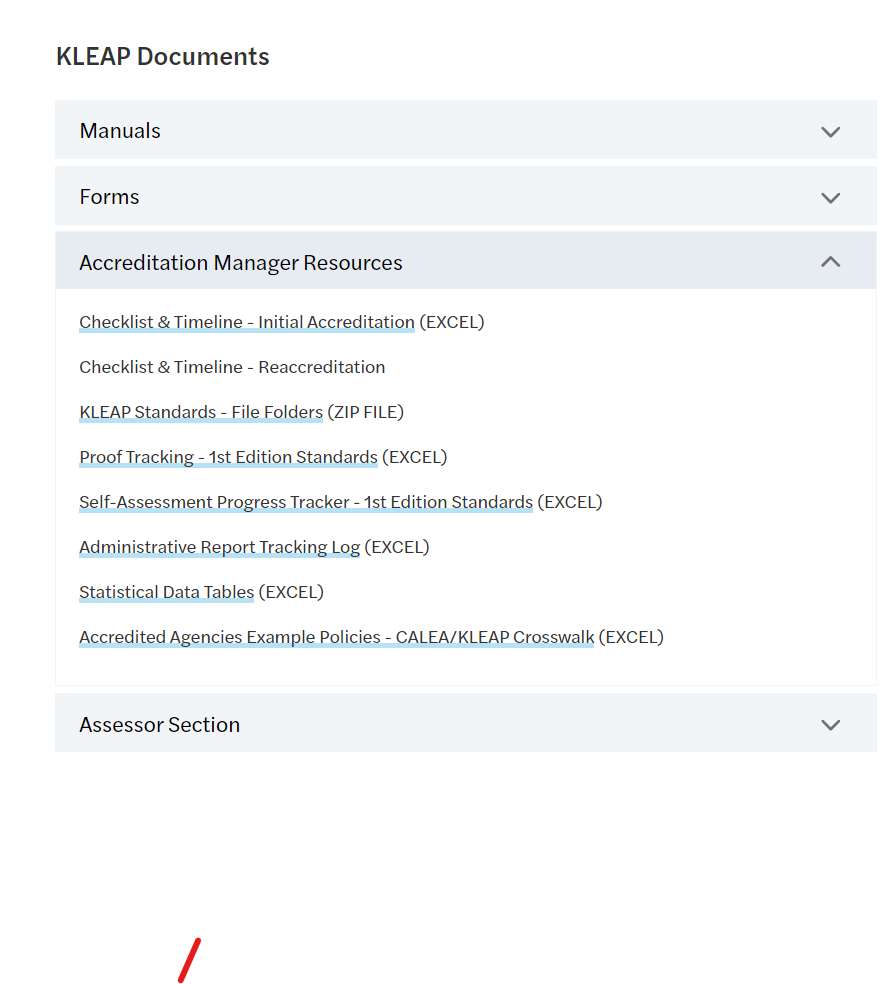 KLEAP Documents
Manuals
Forms
Accreditation Manager Resources
Checklist & Timeline - Initial Accreditation (EXCEL)
Checklist & Timeline - Reaccreditation
KLEAP Standards - File Folders (ZIP FILE)
Proof Tracking - 1st Edition Standards (EXCEL)
Self-Assessment Progress Tracker - 1st Edition Standards (EXCEL)
Administrative Report Tracking Log (EXCEL)
Statistical Data Tables (EXCEL)
Accredited Agencies Example Policies - CALEA/KLEAP Crosswalk (EXCEL)
Assessor Section